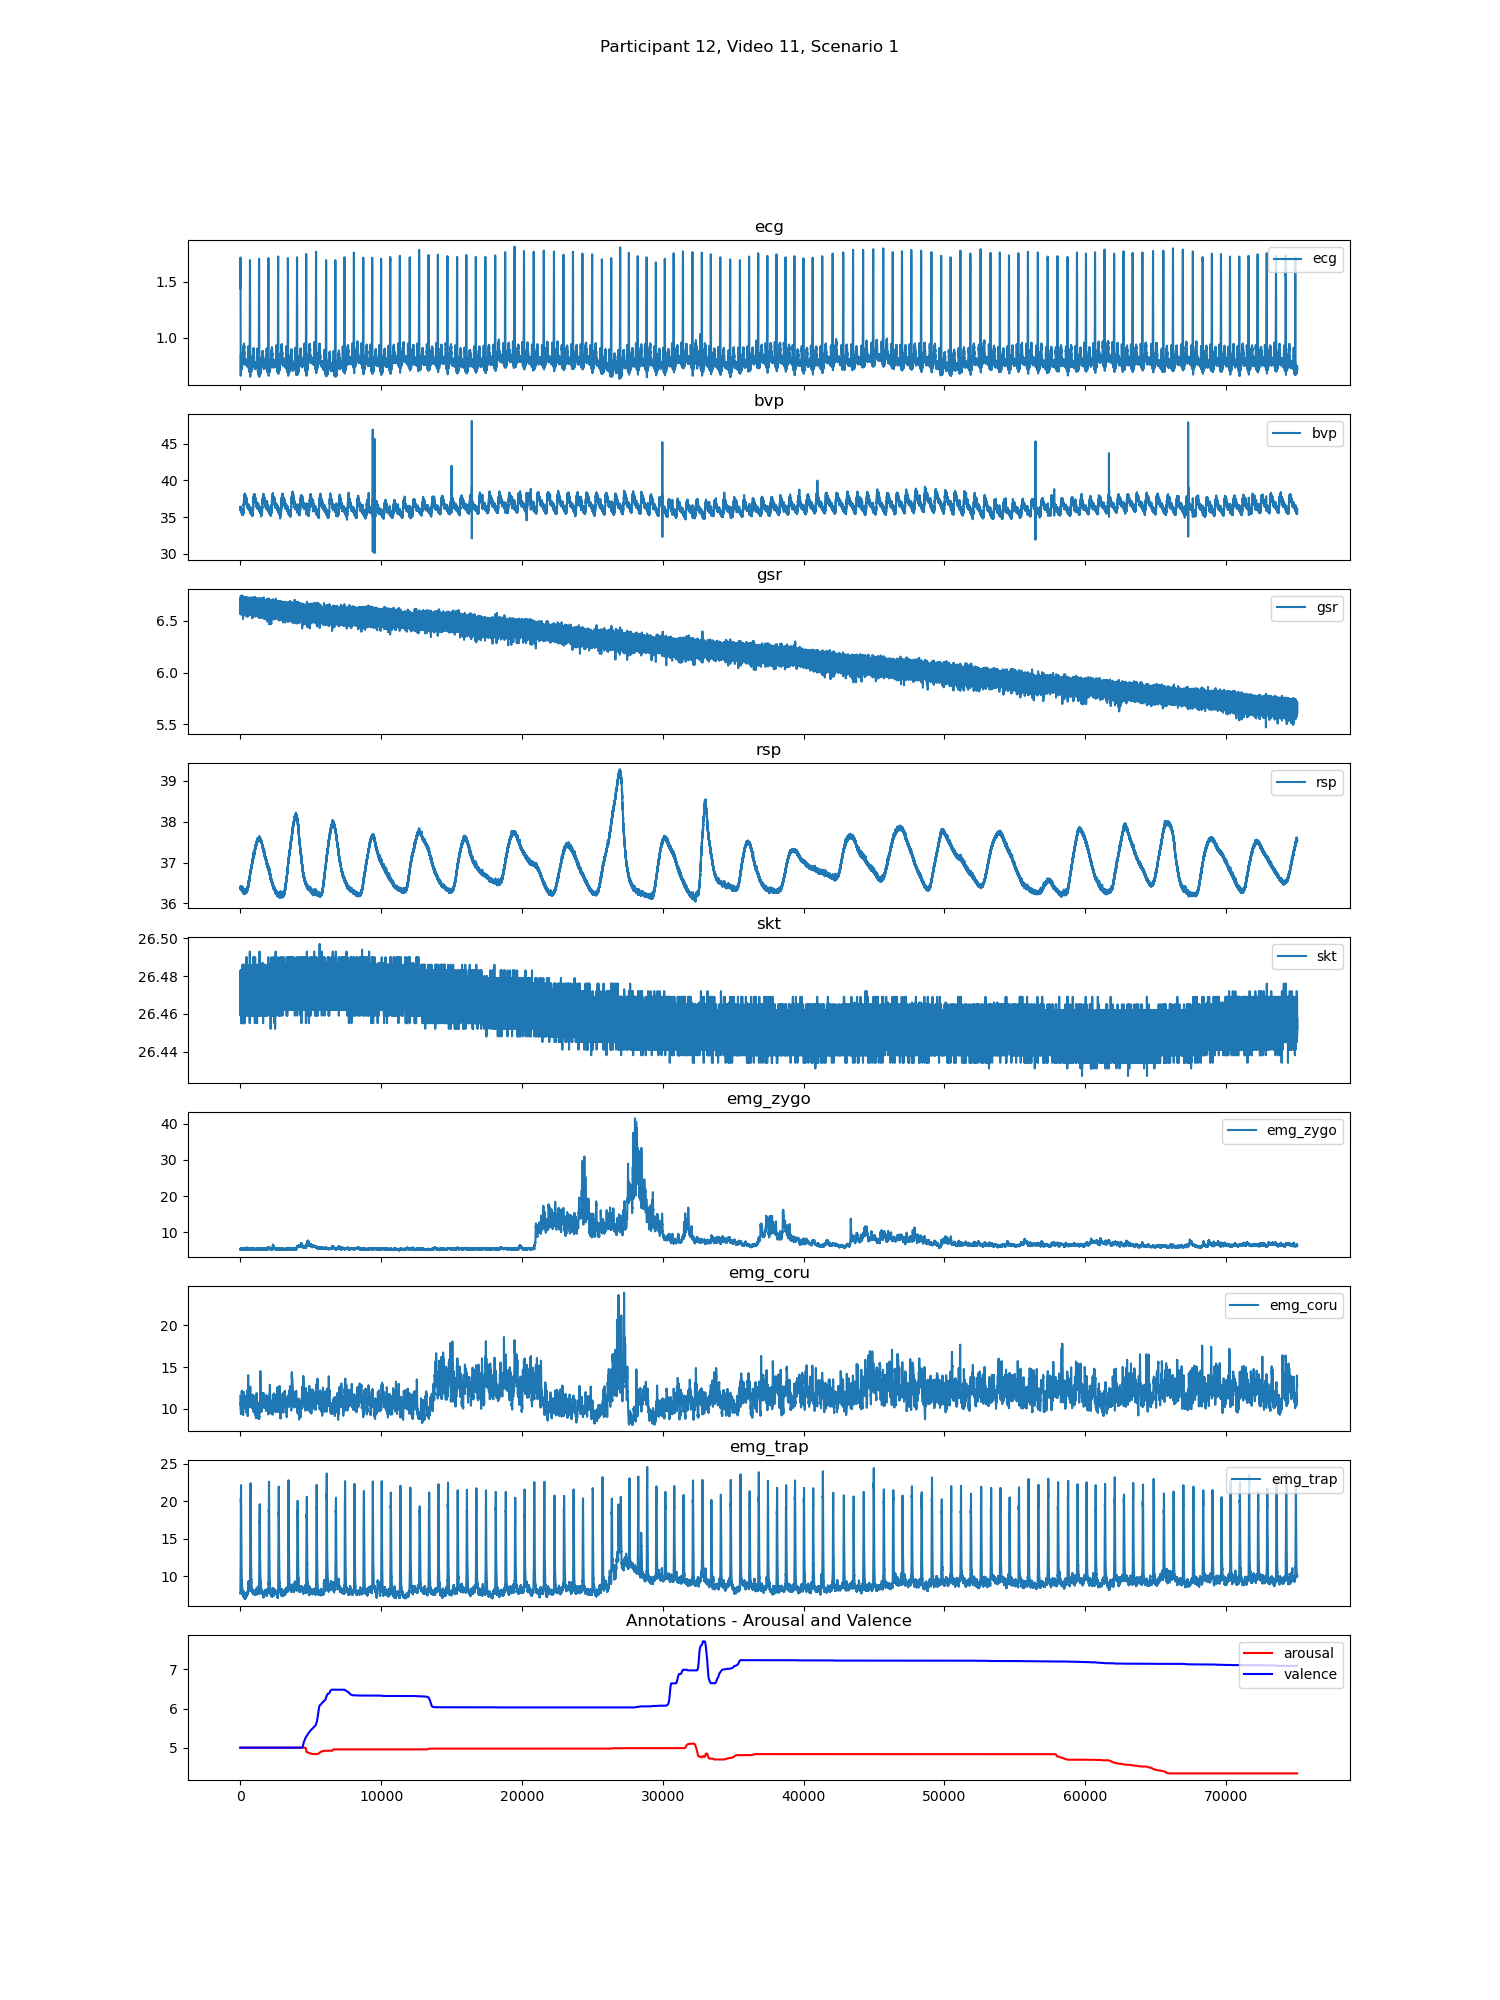 Participant 12, Video 11, Scenario 1
ecg
ecg
1.5
1.0
bvp
bvp
45
40
35
30
gsr
gsr
6.5
6.0
5.5
rsp
rsp
39
38
37
36
skt
skt
26.50
26.48
26.46
26.44
emg_zygo
emg_zygo
40
30
20
10
emg_coru
emg_coru
20
15
10
emg_trap
emg_trap
25
20
15
10
Annotations - Arousal and Valence
arousal
valence
7
6
5
0 10000 20000 30000 40000 50000 60000 70000